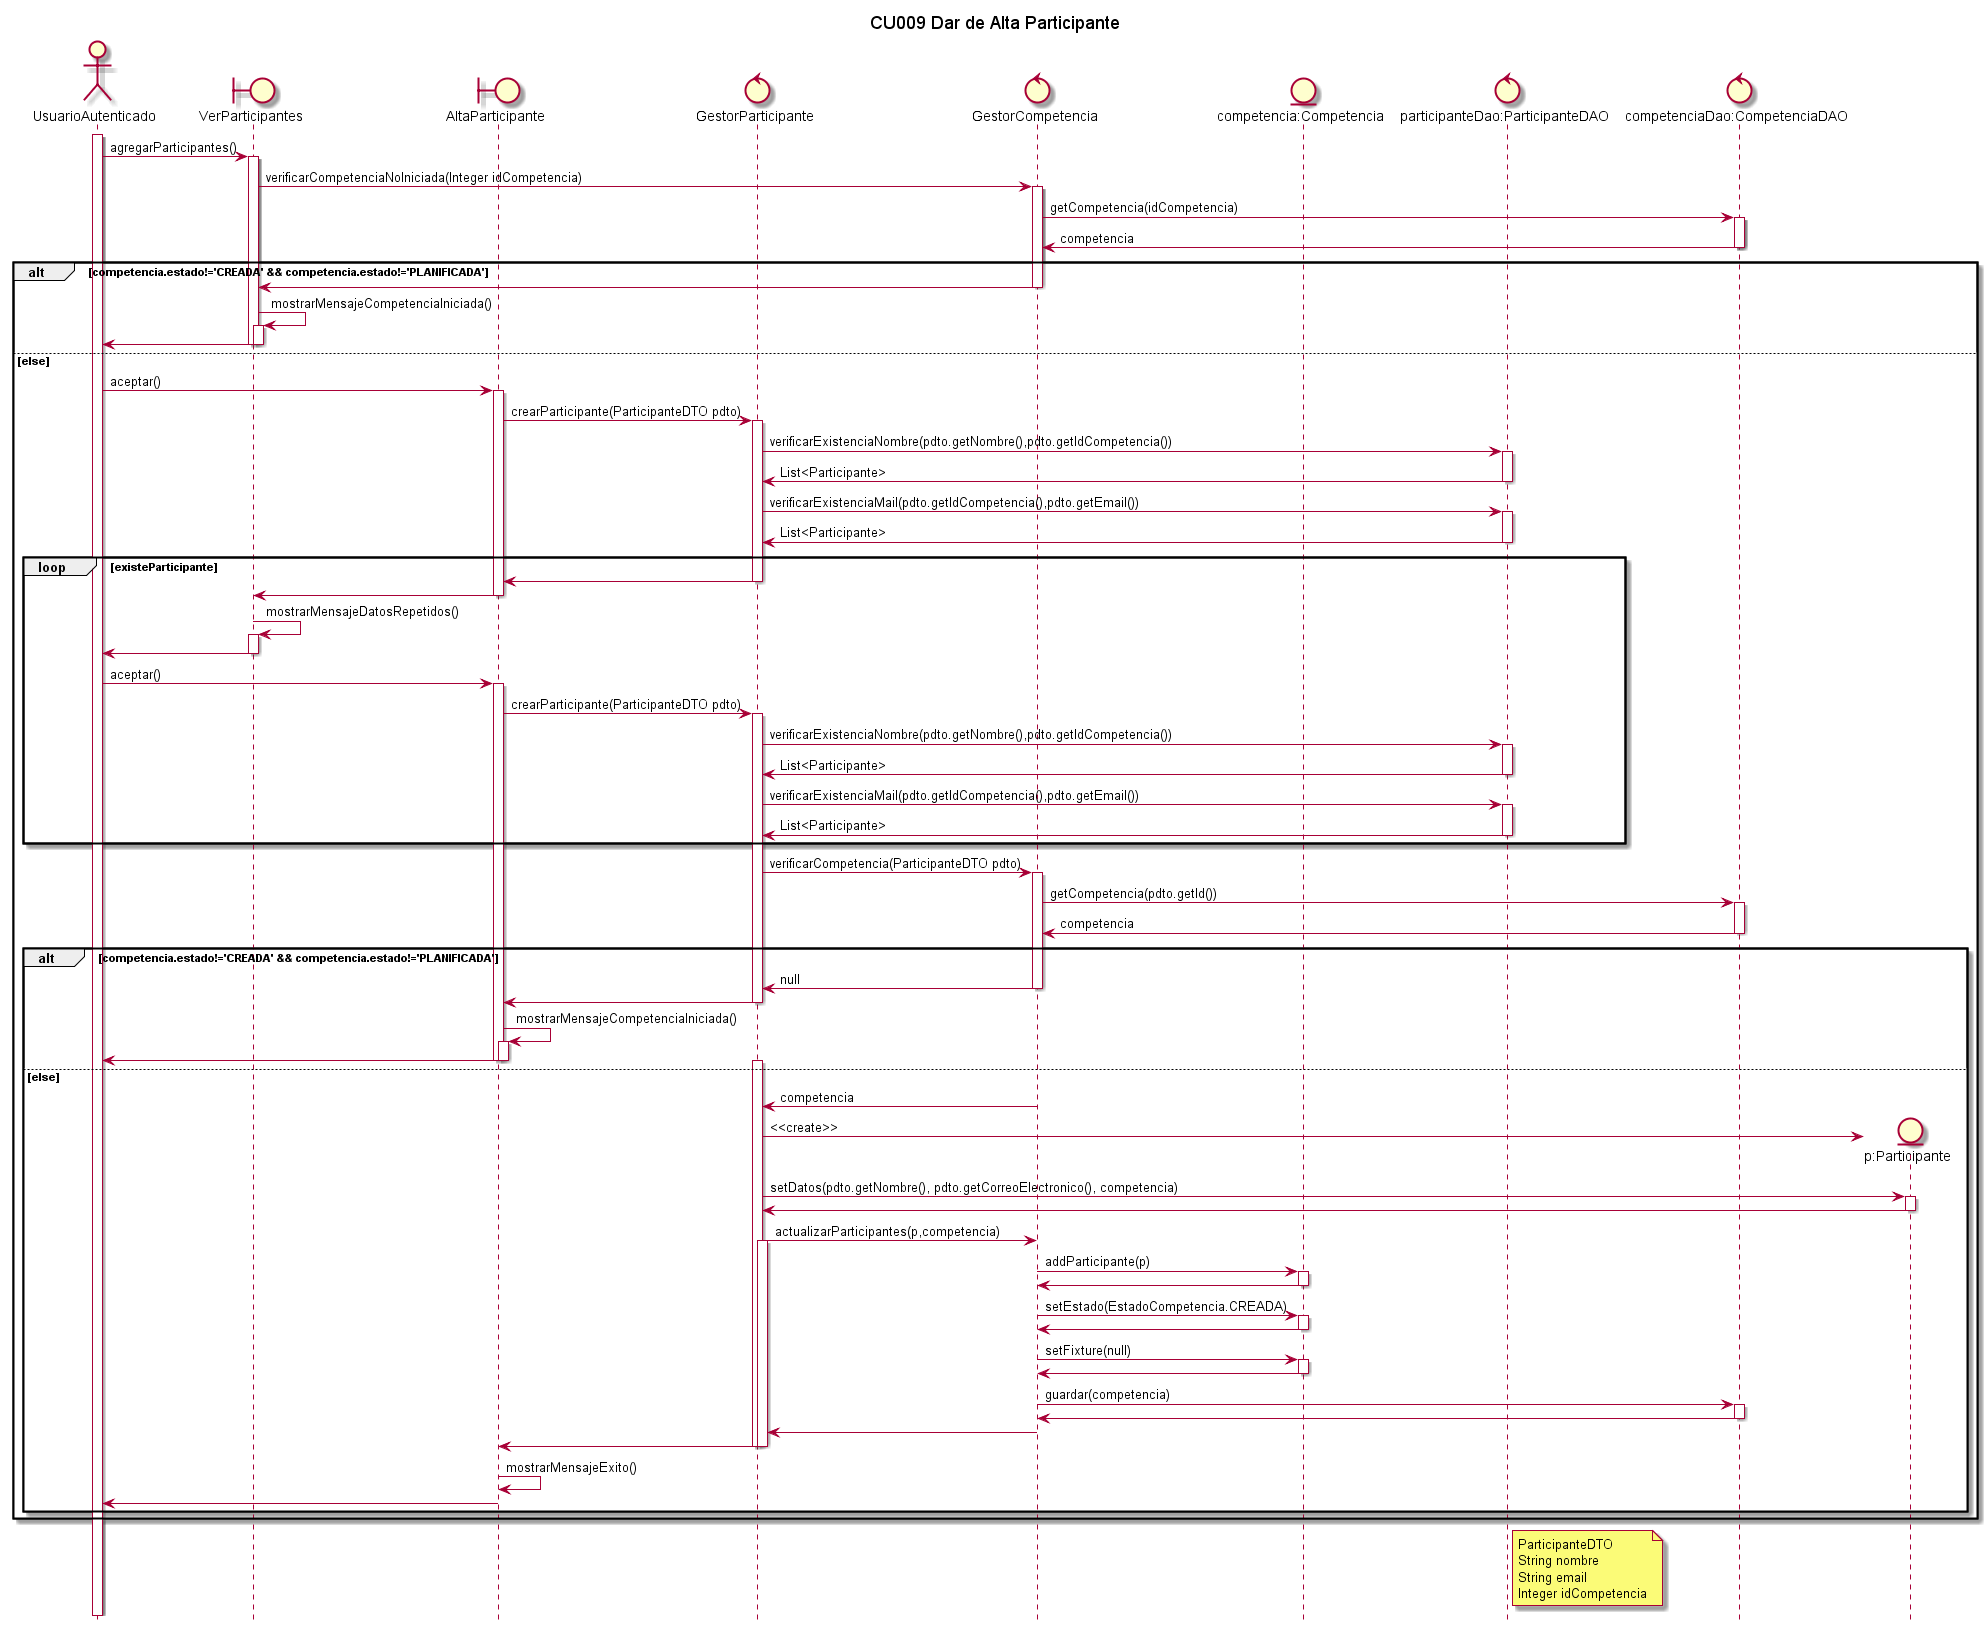 CU009 Dar de Alta Participante
UsuarioAutenticado
VerParticipantes
AltaParticipante
GestorParticipante
GestorCompetencia
competencia:Competencia
participanteDao:ParticipanteDAO
competenciaDao:CompetenciaDAO
agregarParticipantes()
verificarCompetenciaNoIniciada(Integer idCompetencia)
getCompetencia(idCompetencia)
competencia
alt [competencia.estado!='CREADA' && competencia.estado!='PLANIFICADA']
mostrarMensajeCompetenciaIniciada()
[else]
aceptar()
crearParticipante(ParticipanteDTO pdto)
verificarExistenciaNombre(pdto.getNombre(),pdto.getIdCompetencia())
List<Participante>
verificarExistenciaMail(pdto.getIdCompetencia(),pdto.getEmail())
List<Participante>
loop [existeParticipante]
mostrarMensajeDatosRepetidos()
aceptar()
crearParticipante(ParticipanteDTO pdto)
verificarExistenciaNombre(pdto.getNombre(),pdto.getIdCompetencia())
List<Participante>
verificarExistenciaMail(pdto.getIdCompetencia(),pdto.getEmail())
List<Participante>
verificarCompetencia(ParticipanteDTO pdto)
getCompetencia(pdto.getId())
competencia
alt [competencia.estado!='CREADA' && competencia.estado!='PLANIFICADA']
null
mostrarMensajeCompetenciaIniciada()
[else]
competencia
<<create>>
p:Participante
setDatos(pdto.getNombre(), pdto.getCorreoElectronico(), competencia)
actualizarParticipantes(p,competencia)
addParticipante(p)
setEstado(EstadoCompetencia.CREADA)
setFixture(null)
guardar(competencia)
mostrarMensajeExito()
ParticipanteDTO
String nombre
String email
Integer idCompetencia